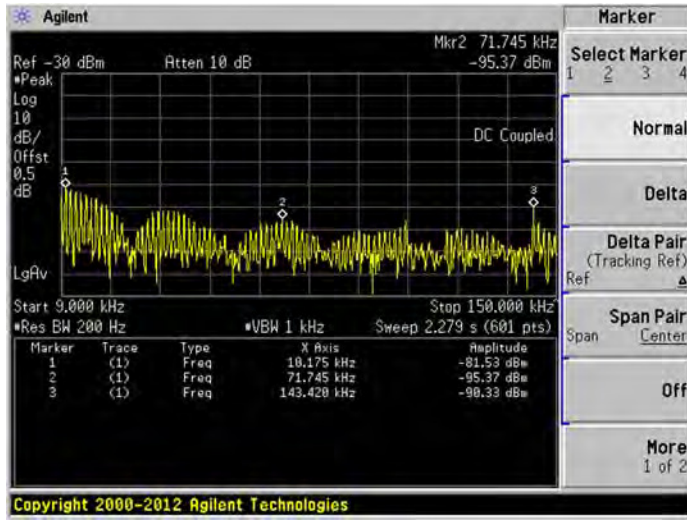 Agilent
Marker
Mkr2 71.745 kHz
Ref -30 dBm Atten 10 dB -95.37 dBm
Select Marker
1 2 3 4
*Peak
Log
10
dB/
Offst
0.5
dB
DC Coupled
1
2
3
LgAv
Normal
Delta
Delta Pair
(Tracking Ref)
Ref Δ
Start 9.000 kHz Stop 150.000 kHz
*Res BW 200 Hz *VBW 1 kHz Sweep 2.279 s (601 pts)
Span Pair
Span Center
Marker Trace Type X Axis Amplitude
1 (1) Freq 10.175 kHz -81.53 dBm
2 (1) Freq 71.745 kHz -95.37 dBm
3 (1) Freq 143.420 kHz -90.33 dBm
Off
More
1 of 2
Copyright 2000-2012 Agilent Technologies